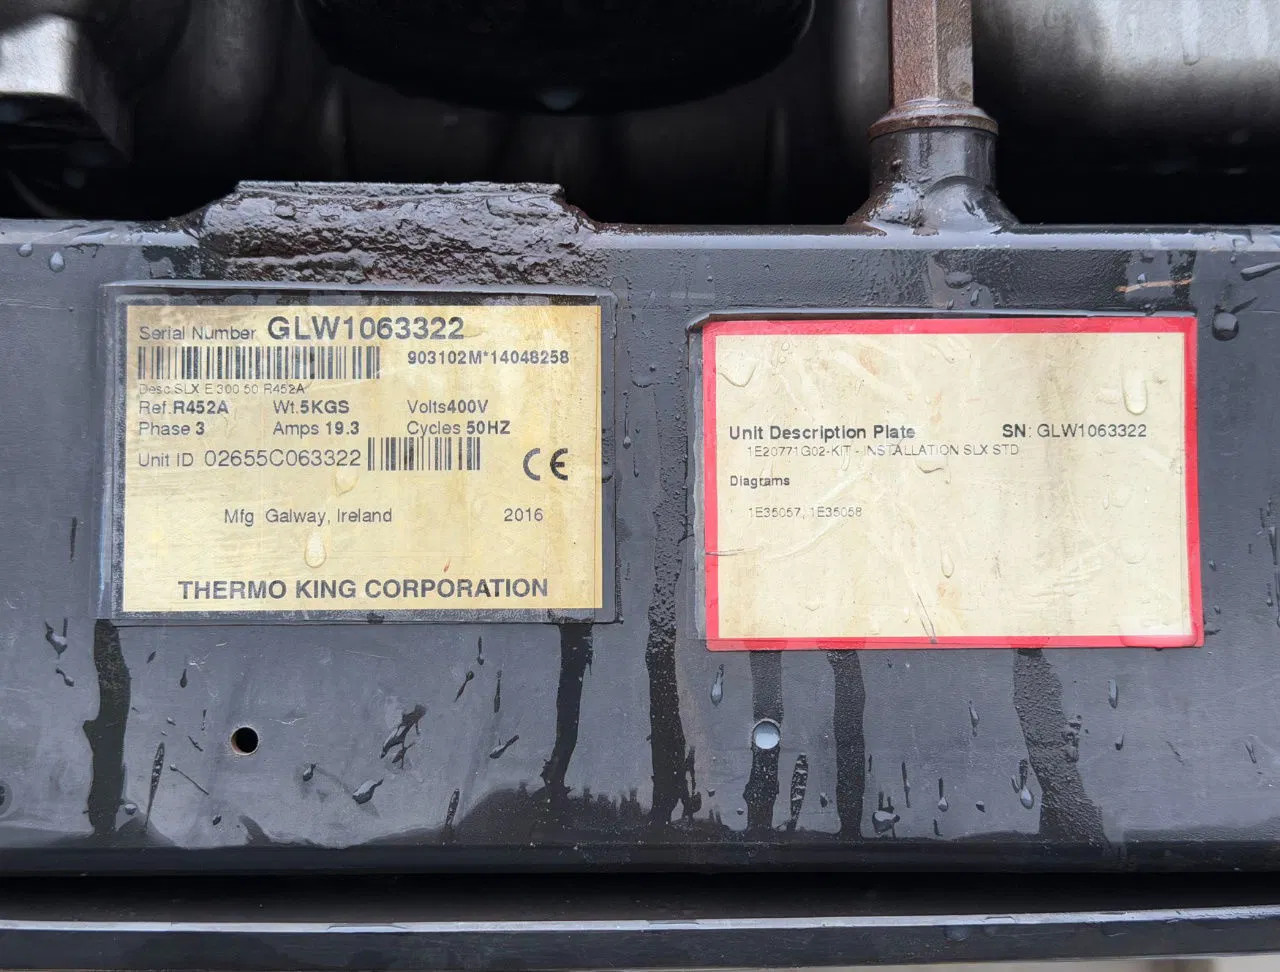 Serial Number GLW1063322
903102M*14048258
Desc.SLX E 300 50 R452A
Ref.R452A Wt.5KGS Volts400V
Phase 3 Amps 19.3 Cycles 50HZ
Unit ID 02655C063322
CE
Mfg Galway, Ireland 2016
THERMO KING CORPORATION
Unit Description Plate SN: GLW1063322
1E20771G02-KIT - INSTALLATION SLX STD
Diagrams
1E35057, 1E35058